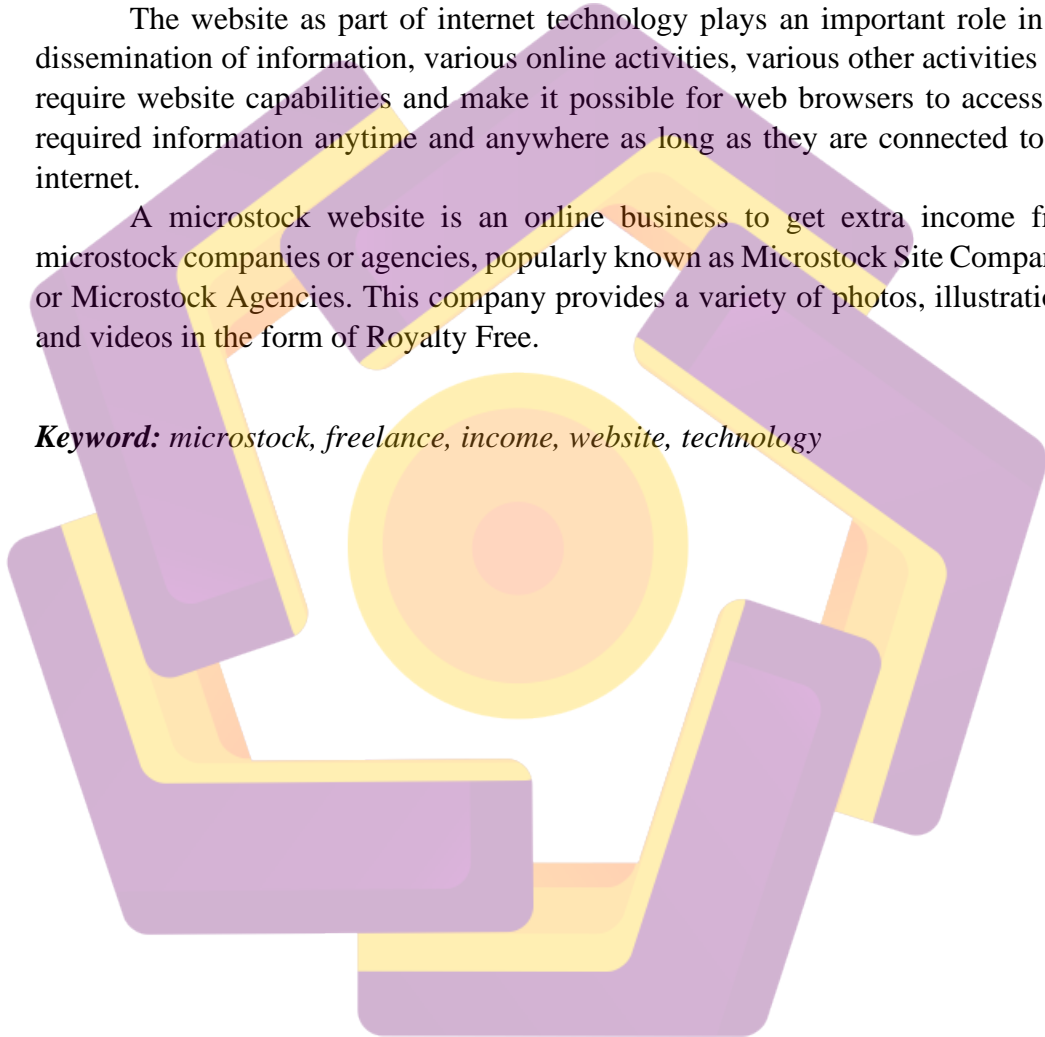 The website as part of internet technology plays an important role in
dissemination of information, various online activities, various other activities
require website capabilities and make it possible for web browsers to access
required information anytime and anywhere as long as they are connected to
internet.
A microstock website is an online business to get extra income
microstock companies or agencies, popularly known as Microstock Site
or Microstock Agencies. This company provides a variety of photos,
and videos in the form of Royalty Free.
Keyword: microstock, freelance, income, website, technology